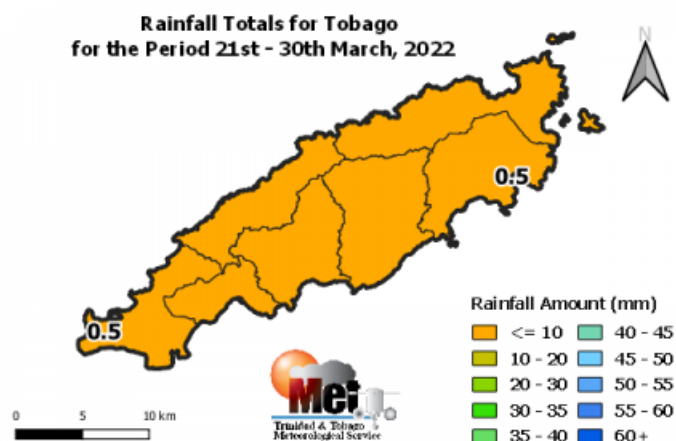 Rainfall Totals for Tobago
for the Period 21st - 30th March, 2022
N
0.5
0.5
Rainfall Amount (mm)
<= 10
40 - 45
10 - 20
45 - 50
20 - 30
50 - 55
30 - 35
55 - 60
35 - 40
60+
0 5 10 km
Met
Trinidad & Tobago
Meteorological Service